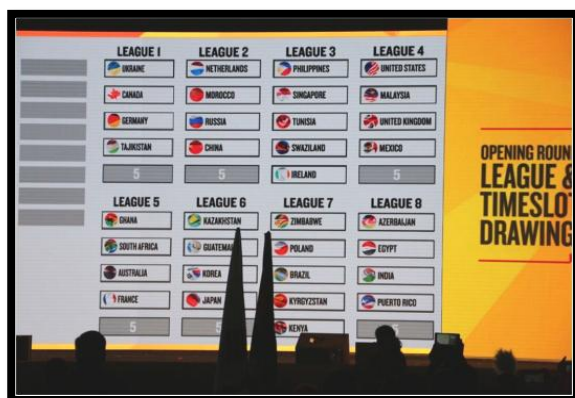 LEAGUE 1
UKRAINE
CANADA
GERMANY
TAJIKISTAN
5
LEAGUE 2
NETHERLANDS
MOROCCO
RUSSIA
CHINA
5
LEAGUE 3
PHILIPPINES
SINGAPORE
TUNISIA
SWAZILAND
IRELAND
LEAGUE 4
UNITED STATES
MALAYSIA
UNITED KINGDOM
MEXICO
5
LEAGUE 5
GHANA
SOUTH AFRICA
AUSTRALIA
FRANCE
5
LEAGUE 6
KAZAKHSTAN
GUATEMA
KOREA
JAPAN
5
LEAGUE 7
ZIMBABWE
POLAND
BRAZIL
KYRGYZSTAN
KENYA
LEAGUE 8
AZERBAIJAN
EGYPT
INDIA
PUERTO RICO
5
OPENING ROUN
LEAGUE &
TIMESLO
DRAWING